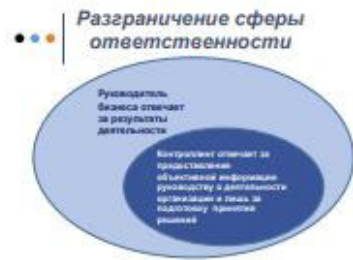 Разграничение сферы
ответственности
Руководитель
бизнеса отвечает
за результаты
деятельности
Контроллинг отвечает за
предоставление
объективной информации
руководству о деятельности
организации и лишь за
подготовку принятия
решений